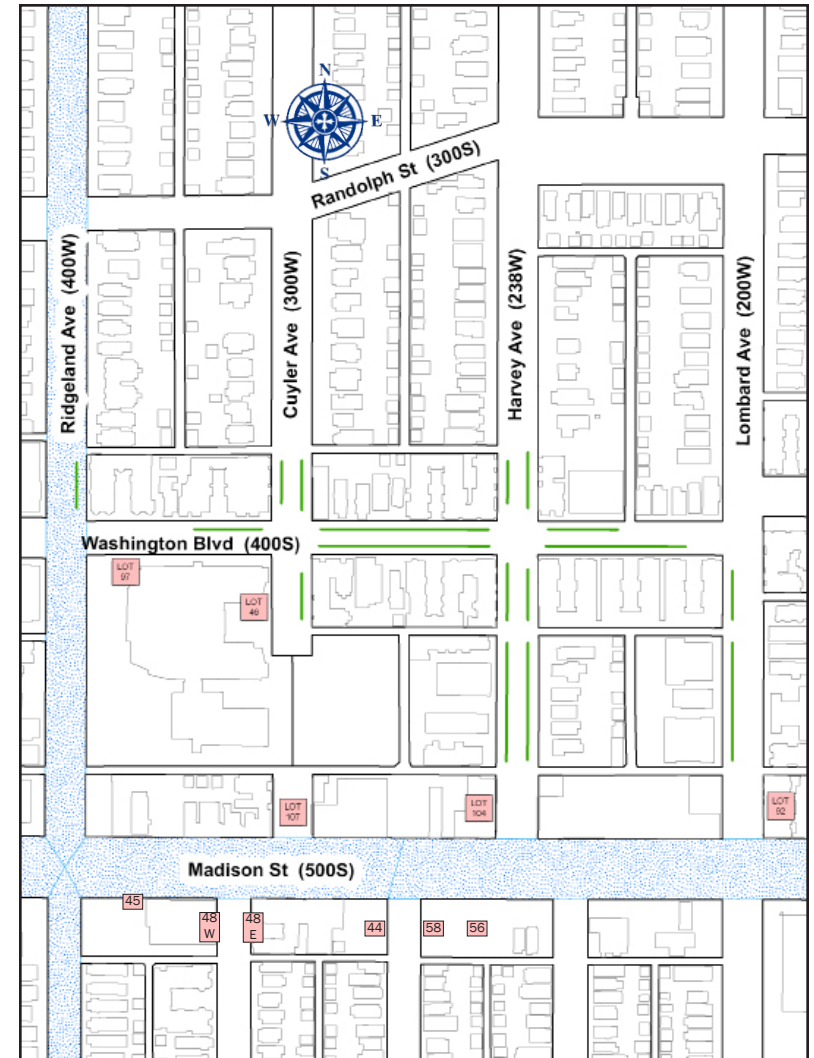 N
W
E
S
Randolph St (300S)
Ridgeland Ave (400W)
Cuyler Ave (300W)
Harvey Ave (238W)
Lombard Ave (200W)
Washington Blvd (400S)
LOT
97
LOT
46
LOT
107
LOT
104
LOT
92
Madison St (500S)
45
48
W
48
E
44
58
56